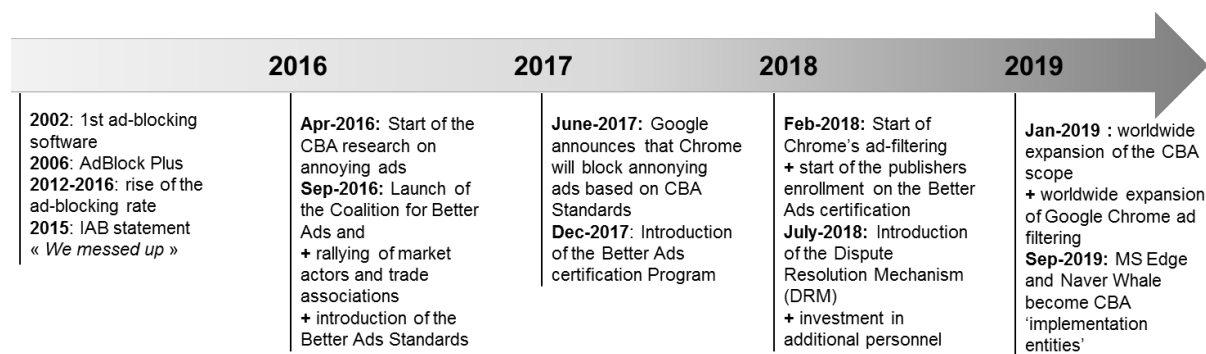 2016
2017
2018
2019
2002: 1st ad-blocking
software
2006: AdBlock Plus
2012-2016: rise of the
ad-blocking rate
2015: IAB statement
« We messed up »
Apr-2016: Start of the
CBA research on
annoying ads
Sep-2016: Launch of
the Coalition for Better
Ads and
+ rallying of market
actors and trade
associations
+ introduction of the
Better Ads Standards
June-2017: Google
announces that Chrome
will block annonying
ads based on CBA
Standards
Dec-2017: Introduction
of the Better Ads
certification Program
Feb-2018: Start of
Chrome's ad-filtering
+ start of the publishers
enrollment on the Better
Ads certification
July-2018: Introduction
of the Dispute
Resolution Mechanism
(DRM)
+ investment in
additional personnel
Jan-2019 : worldwide
expansion of the CBA
scope
+ worldwide expansion
of Google Chrome ad
filtering
Sep-2019: MS Edge
and Naver Whale
become CBA
'implementation
entities'